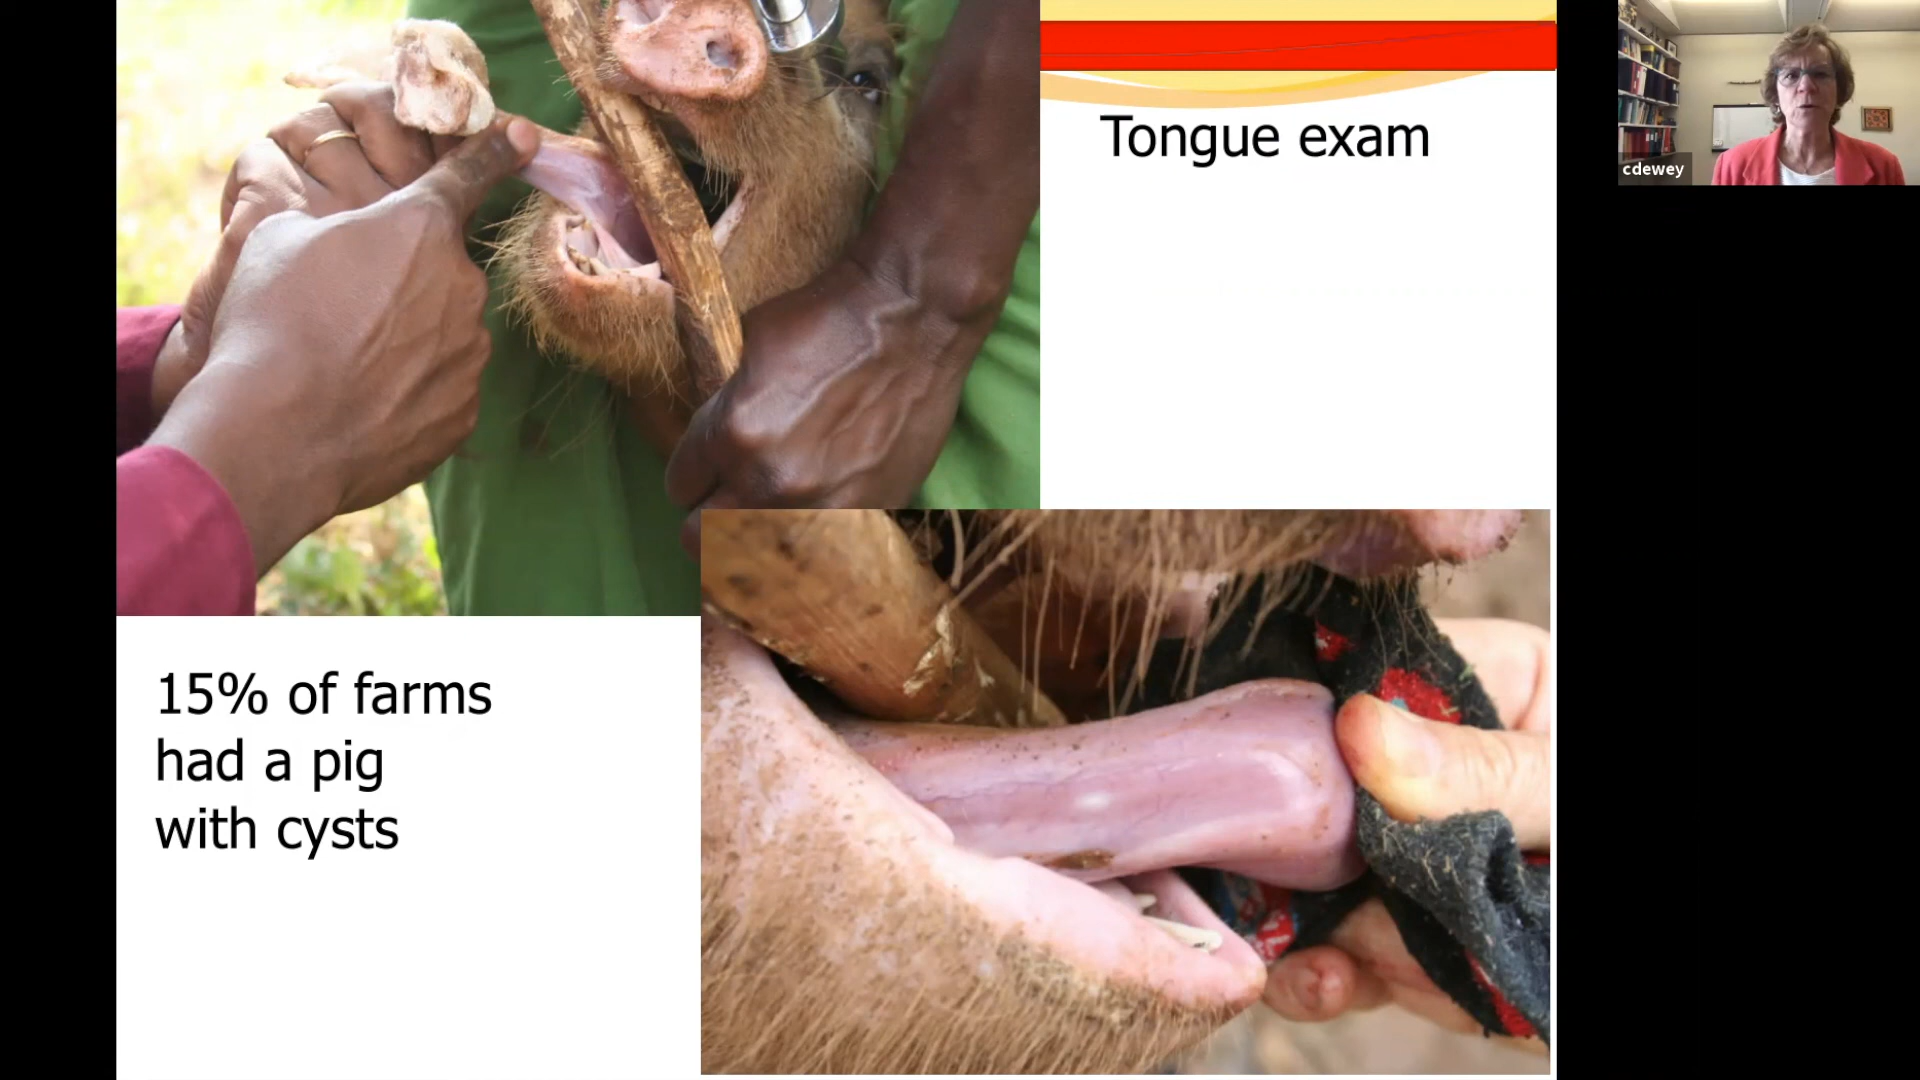 Tongue exam
cdewey
15% of farms
had a pig
with cysts